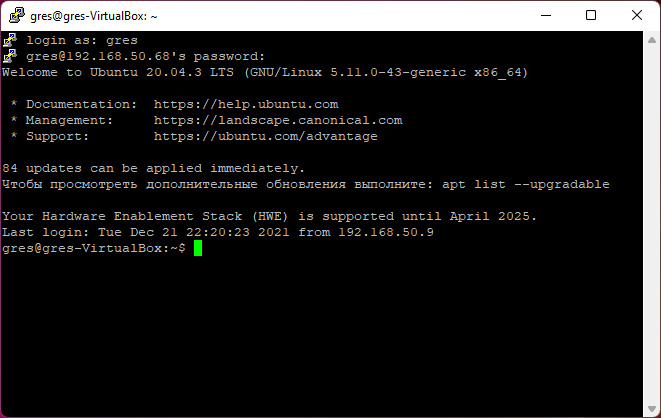 gres@gres-VirtualBox: ~
login as: gres
gres@192.168.50.68's password:
Welcome to Ubuntu 20.04.3 LTS (GNU/Linux 5.11.0-43-generic x86_64)
* Documentation:  https://help.ubuntu.com
* Management:     https://landscape.canonical.com
* Support:        https://ubuntu.com/advantage
84 updates can be applied immediately.
Чтобы просмотреть дополнительные обновления выполните: apt list --upgradable
Your Hardware Enablement Stack (HWE) is supported until April 2025.
Last login: Tue Dec 21 22:20:23 2021 from 192.168.50.9
gres@gres-VirtualBox:~$